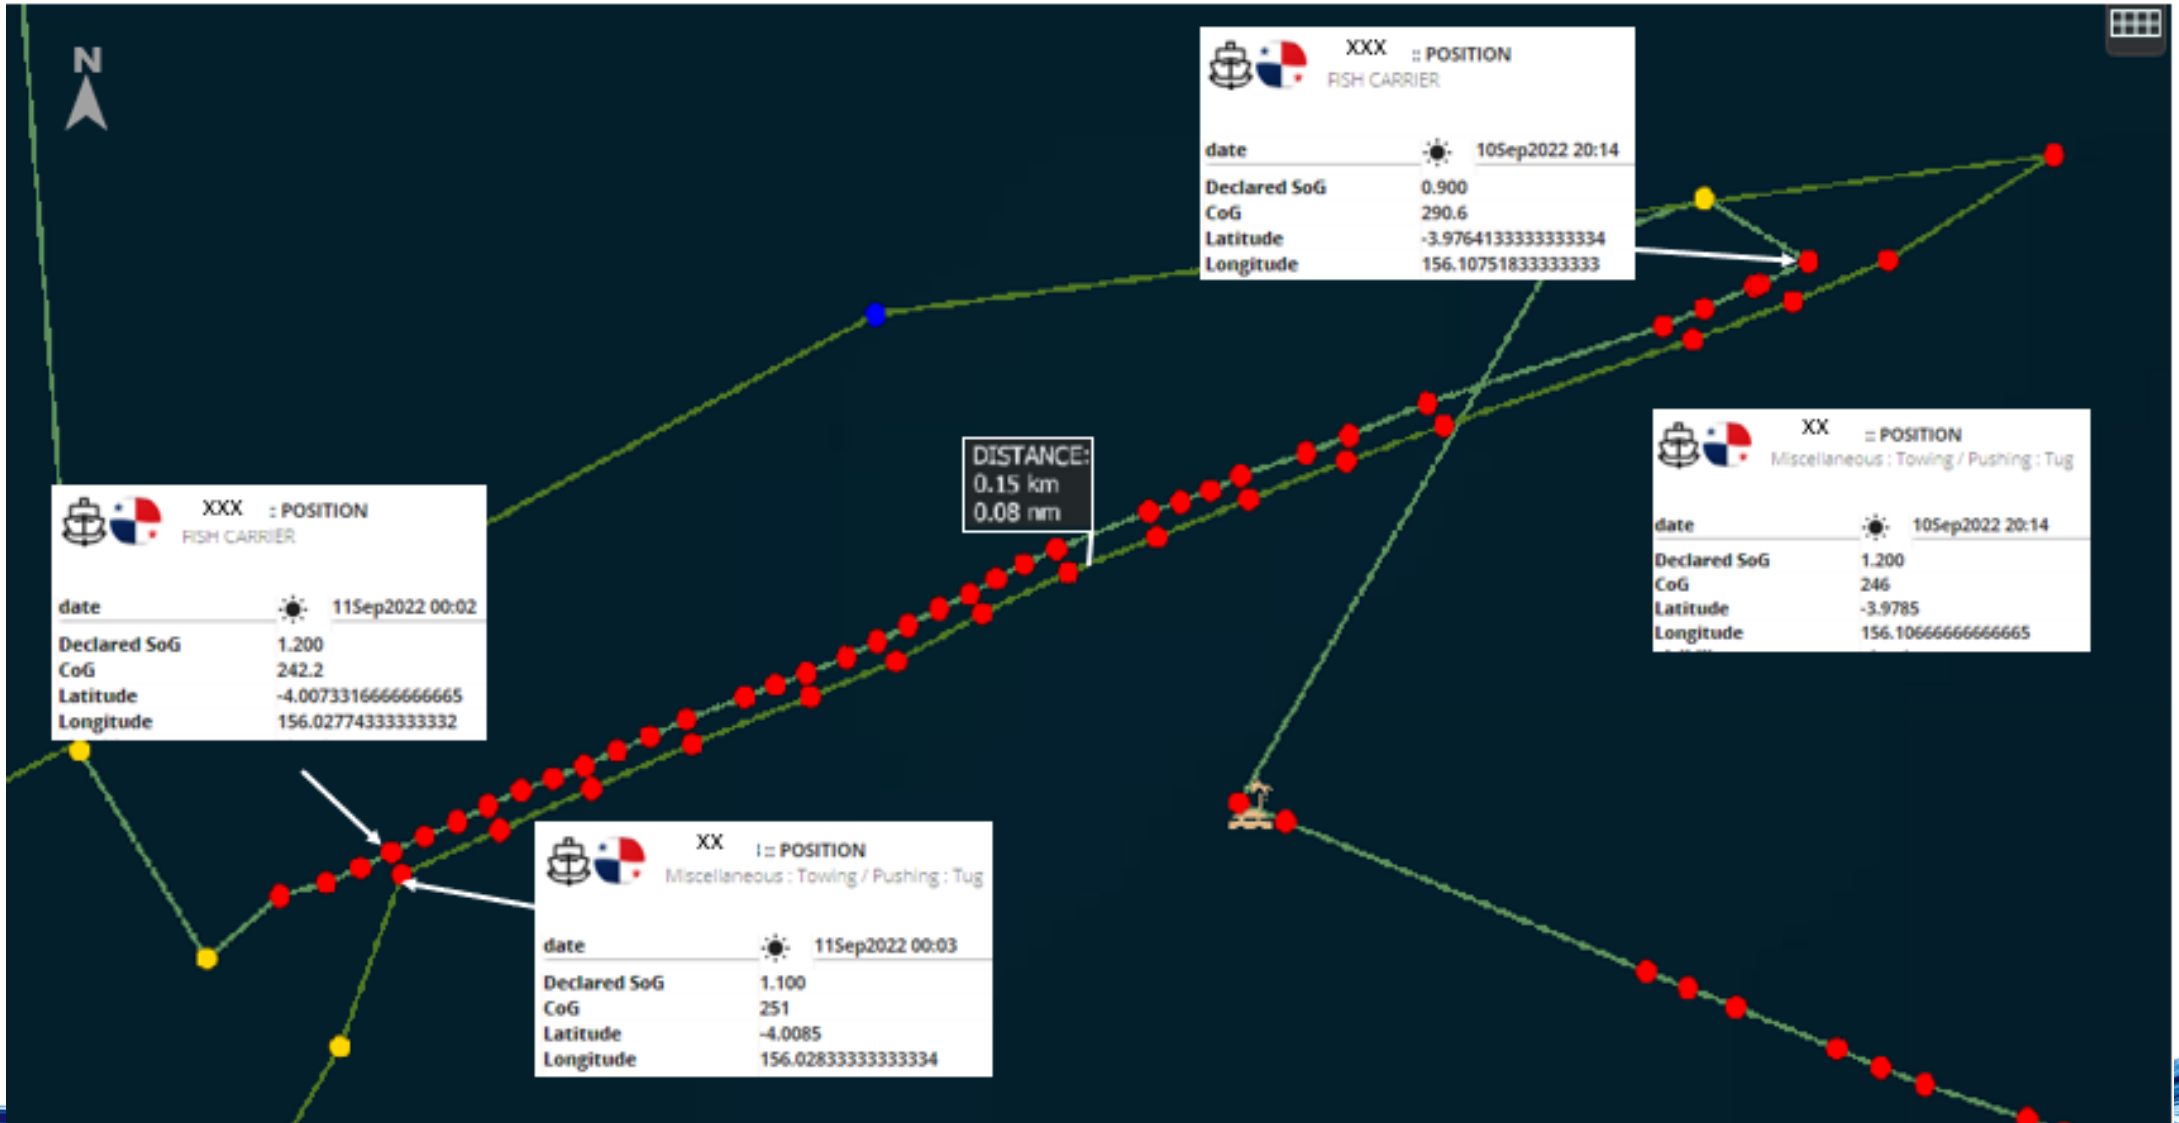 N
XXX :: POSITION
FISH CARRIER
date 10Sep2022 20:14
Declared SoG 0.900
CoG 290.6
Latitude -3.97641333333333334
Longitude 156.107518333333333
XX :: POSITION
Miscellaneous : Towing / Pushing : Tug
date 10Sep2022 20:14
Declared SoG 1.200
CoG 246
Latitude -3.9785
Longitude 156.10666666666665
DISTANCE:
0.15 km
0.08 nm
XXX :: POSITION
FISH CARRIER
date 11Sep2022 00:02
Declared SoG 1.200
CoG 242.2
Latitude -4.0073316666666665
Longitude 156.02774333333332
XX :: POSITION
Miscellaneous : Towing / Pushing : Tug
date 11Sep2022 00:03
Declared SoG 1.100
CoG 251
Latitude -4.0085
Longitude 156.02833333333334